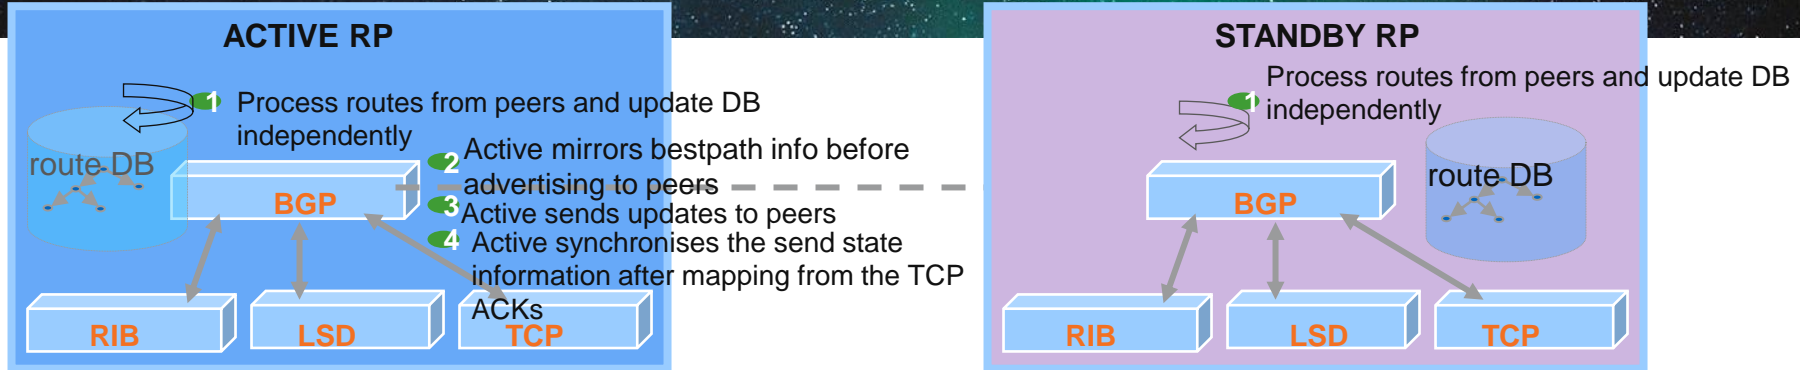 ACTIVE RP
1 Process routes from peers and update DB
independently
route DB
2 Active mirrors bestpath info before
advertising to peers
BGP
3 Active sends updates to peers
4 Active synchronises the send state
information after mapping from the TCP
ACKs
RIB
LSD
TCP
STANDBY RP
1 Process routes from peers and update DB
independently
route DB
BGP
RIB
LSD
TCP